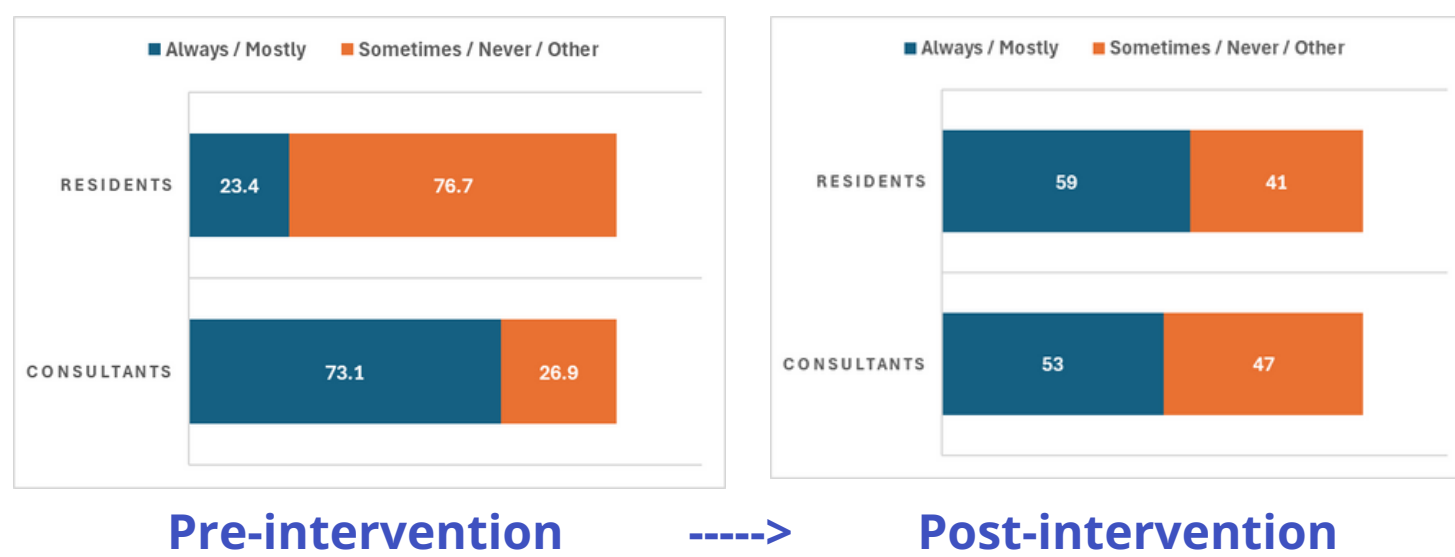 Always / Mostly Sometimes / Never / Other
RESIDENTS 23.4 76.7
CONSULTANTS 73.1 26.9
Always / Mostly Sometimes / Never / Other
RESIDENTS 59 41
CONSULTANTS 53 47
Pre-intervention -----> Post-intervention